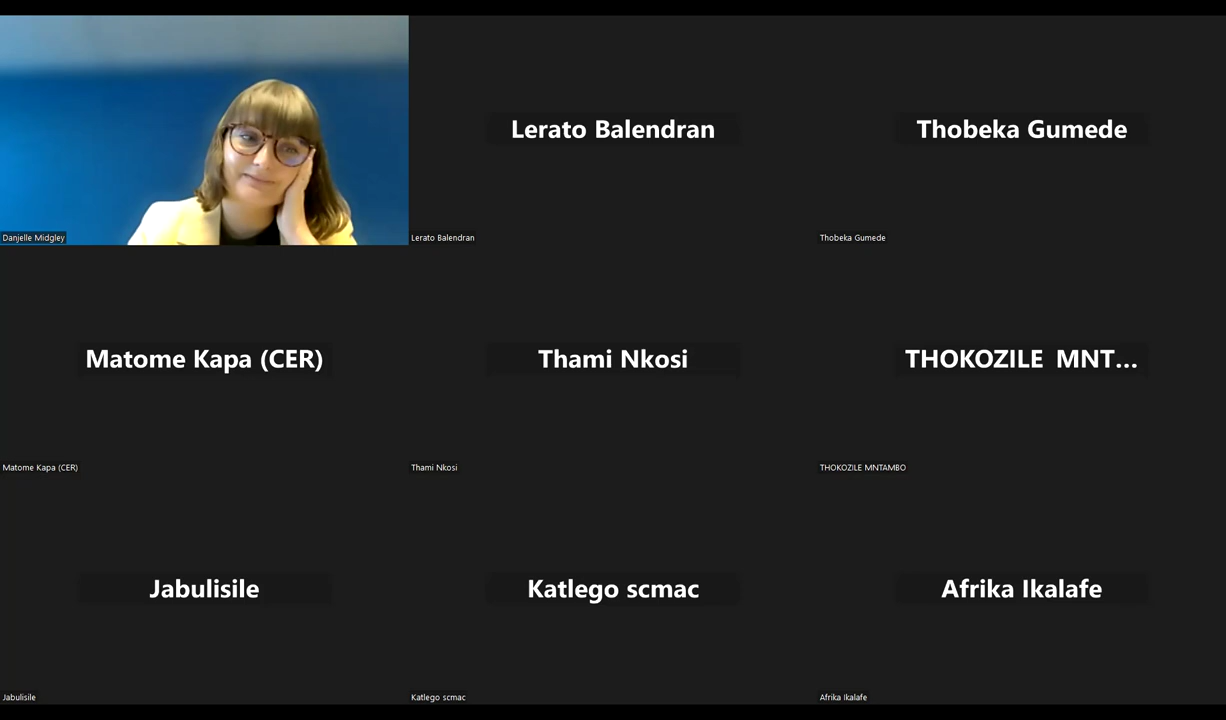 Danjelle Midgley
Lerato Balendran
Lerato Balendran
Thobeka Gumede
Thobeka Gumede
Matome Kapa (CER)
Matome Kapa (CER)
Thami Nkosi
Thami Nkosi
THOKOZILE MNT...
THOKOZILE MNTAMBO
Jabulisile
Jabulisile
Katlego scmac
Katlego scmac
Afrika Ikalafe
Afrika Ikalafe